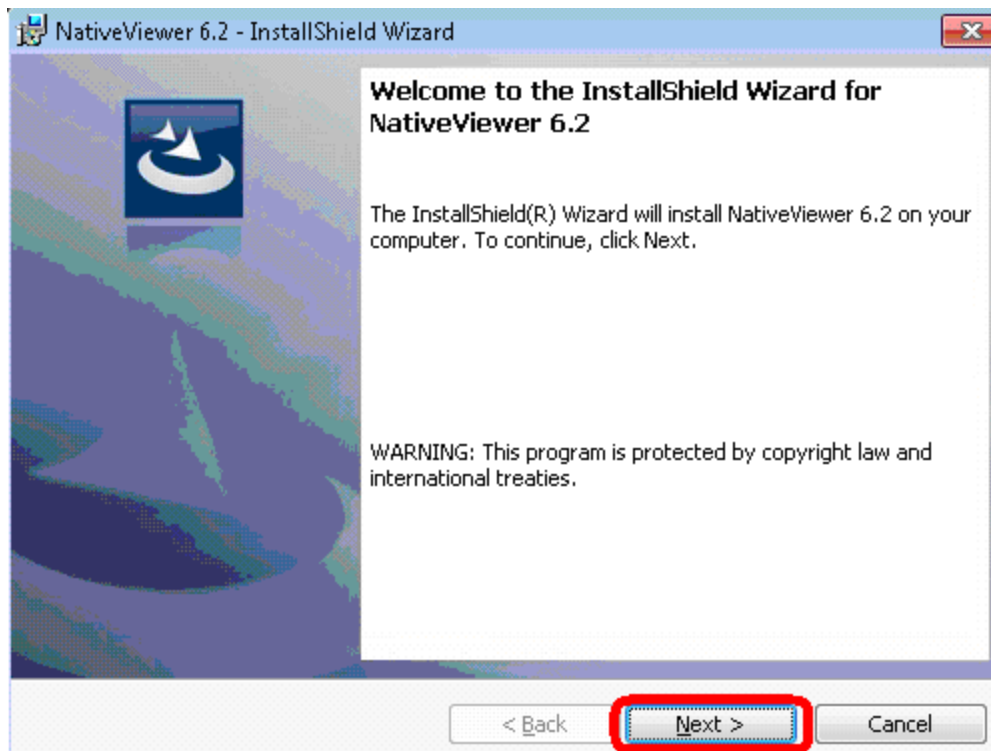 NativeViewer 6.2 - InstallShield Wizard
Welcome to the InstallShield Wizard for
NativeViewer 6.2
The InstallShield(R) Wizard will install NativeViewer 6.2 on your
computer. To continue, click Next.
WARNING: This program is protected by copyright law and
international treaties.
< Back Next > Cancel